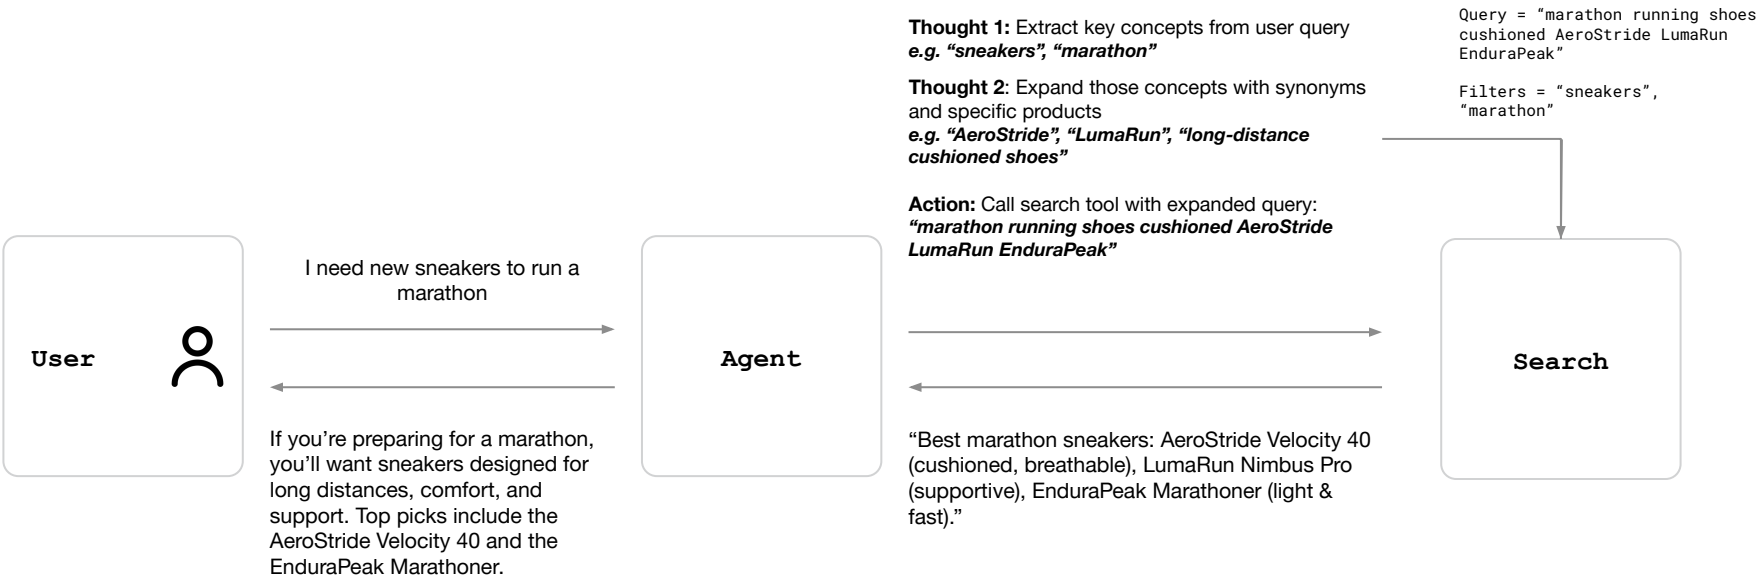 Thought 1: Extract key concepts from user query
e.g. “sneakers”, “marathon”
Thought 2: Expand those concepts with synonyms
and specific products
e.g. “AeroStride”, “LumaRun”, “long-distance
cushioned shoes”
Action: Call search tool with expanded query:
“marathon running shoes cushioned AeroStride
LumaRun EnduraPeak”
Query = “marathon running shoes
cushioned AeroStride LumaRun
EnduraPeak”
Filters = “sneakers”,
“marathon”
User
I need new sneakers to run a
marathon
If you’re preparing for a marathon,
you’ll want sneakers designed for
long distances, comfort, and
support. Top picks include the
AeroStride Velocity 40 and the
EnduraPeak Marathoner.
Agent
“Best marathon sneakers: AeroStride Velocity 40
(cushioned, breathable), LumaRun Nimbus Pro
(supportive), EnduraPeak Marathoner (light &
fast).”
Search